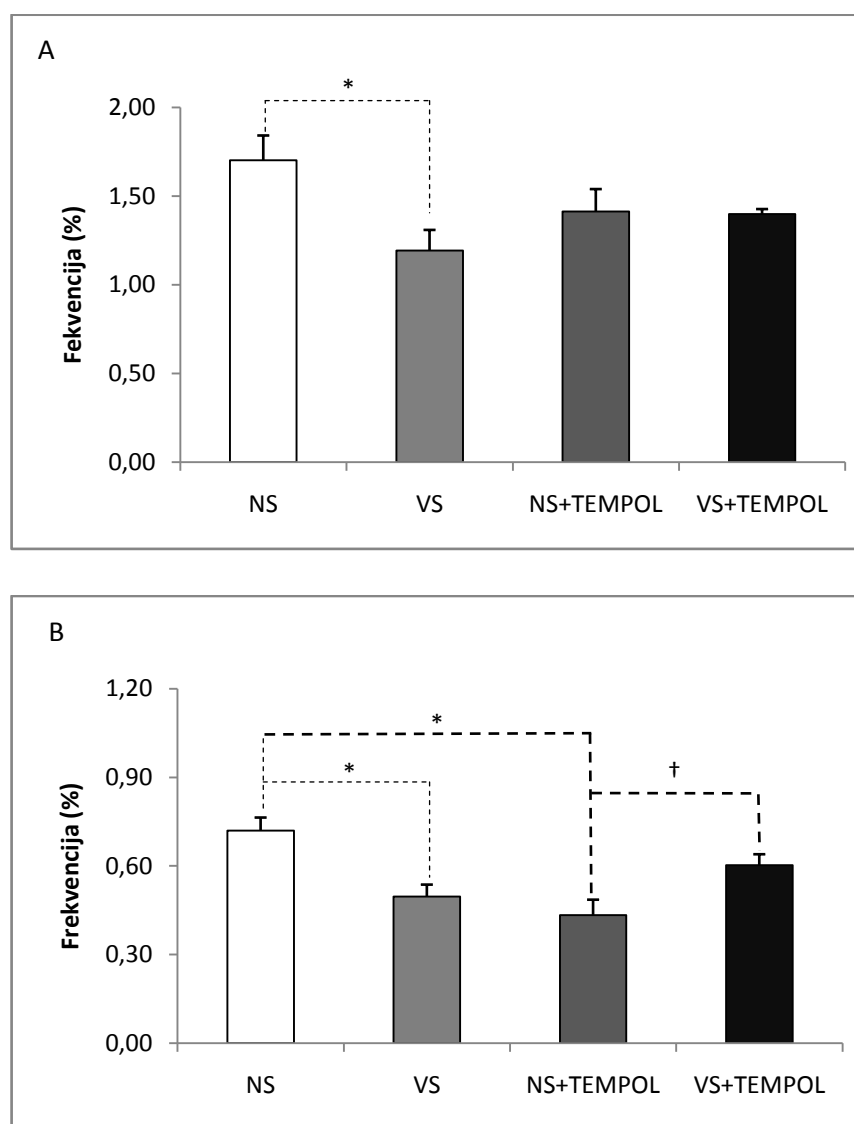 A
*
2,00
1,50
1,00
0,50
0,00
Fekvencija (%)
NS VS NS+TEMPOL VS+TEMPOL
B
1,20
0,90
0,60
0,30
0,00
Frekvencija (%)
*
*
†
NS VS NS+TEMPOL VS+TEMPOL